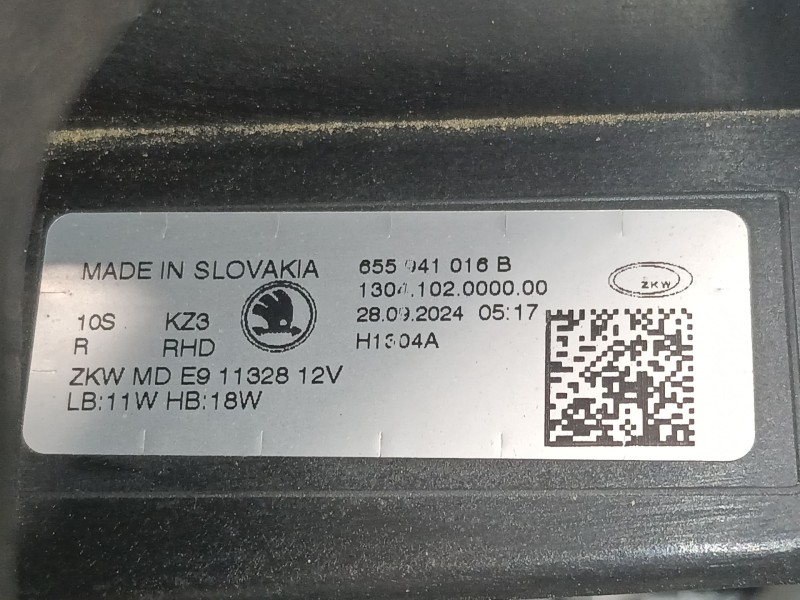 MADE IN SLOVAKIA
10S KZ3
R RHD
ZKW MD E9 11328 12V
LB:11W HB:18W
655 941 016 B
1304.102.0000.00
28.09.2024 05:17
H1304A
ZKW